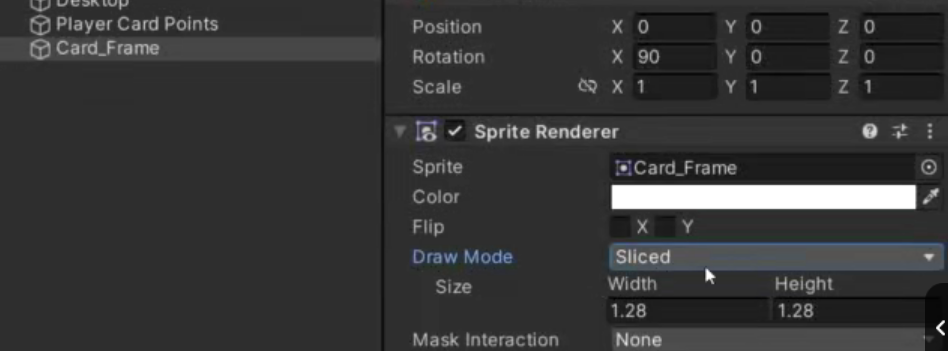 Desktop
Player Card Points
Card_Frame
Position X 0 Y 0 Z 0
Rotation X 90 Y 0 Z 0
Scale X 1 Y 1 Z 1
Sprite Renderer
Sprite Card_Frame
Color
Flip X Y
Draw Mode Sliced
Size Width Height
1.28 1.28
Mask Interaction None